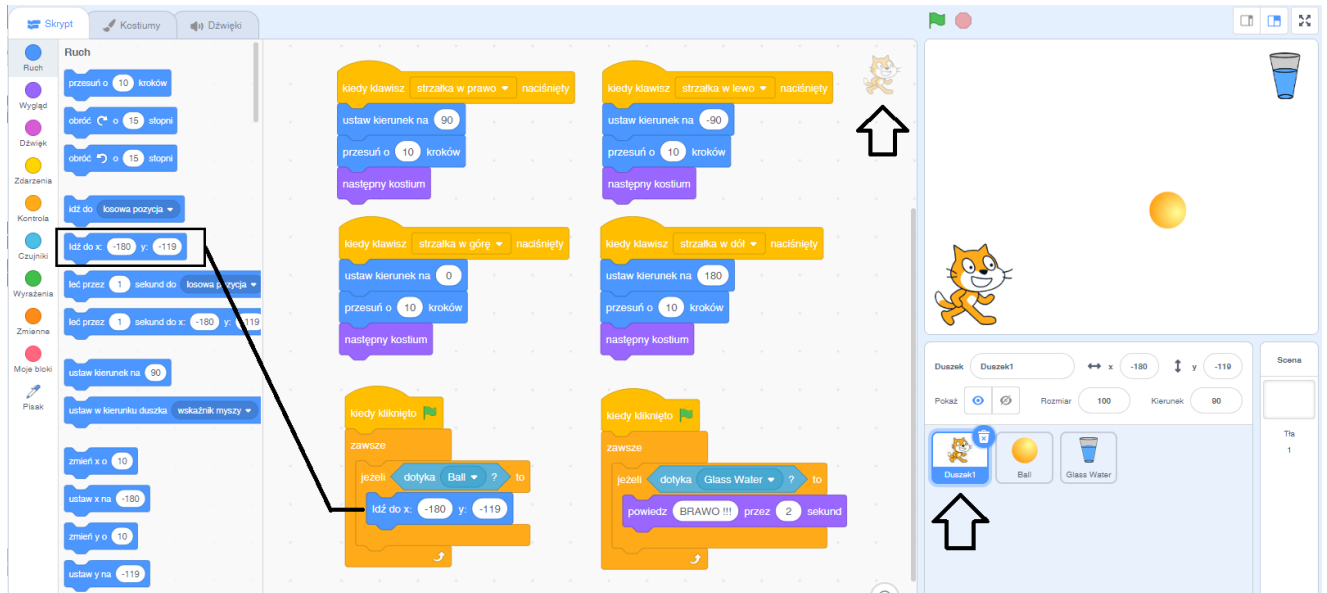 Skrypt
Kostiumy
Dźwięki
Ruch
Wygląd
Dźwięk
Zdarzenia
Kontrola
Czujniki
Wyrażenia
Zmienne
Moje bloki
Pisak
Ruch
przesuń o 10 kroków
obróć o 15 stopni
obróć o 15 stopni
idź do losowa pozycja
Idź do x: -180 y: -119
leć przez 1 sekund do losowa pozycja
leć przez 1 sekund do x: -180 y: -119
ustaw kierunek na 90
ustaw w kierunku duszka wskaźnik myszy
zmień x o 10
ustaw x na -180
zmień y o 10
ustaw y na -119
kiedy klawisz strzałka w prawo naciśnięty
ustaw kierunek na 90
przesuń o 10 kroków
następny kostium
kiedy klawisz strzałka w lewo naciśnięty
ustaw kierunek na -90
przesuń o 10 kroków
następny kostium
kiedy klawisz strzałka w górę naciśnięty
ustaw kierunek na 0
przesuń o 10 kroków
następny kostium
kiedy klawisz strzałka w dół naciśnięty
ustaw kierunek na 180
przesuń o 10 kroków
następny kostium
kiedy kliknięto
zawsze
jeżeli dotyka Ball ? to
Idź do x: -180 y: -119
kiedy kliknięto
zawsze
jeżeli dotyka Glass Water ? to
powiedz BRAWO !!! przez 2 sekund
Duszek Duszek1 x -180 y -119
Pokaż Rozmiar 100 Kierunek 90
Duszek1
Ball
Glass Water
Scena
Tła
1